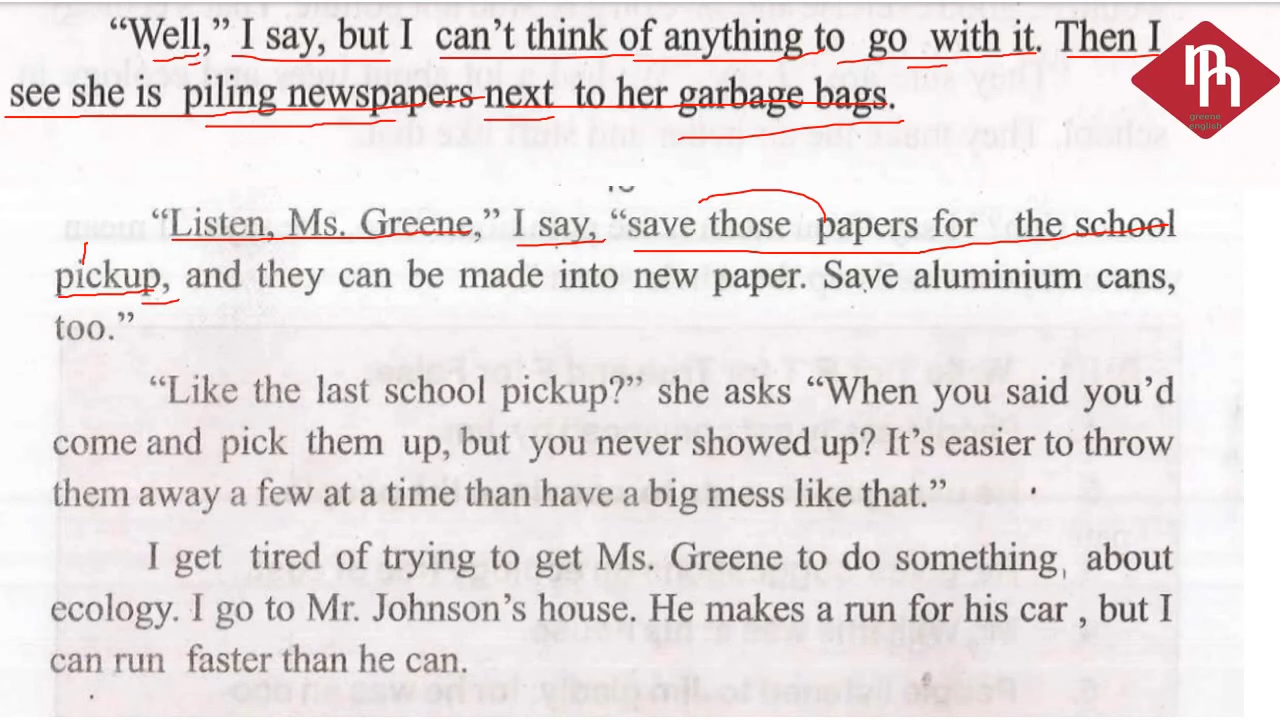 “Well,” I say, but I can’t think of anything to go with it. Then I
see she is piling newspapers next to her garbage bags.
“Listen, Ms. Greene,” I say, “save those papers for the school
pickup, and they can be made into new paper. Save aluminium cans,
too.”
“Like the last school pickup?” she asks “When you said you’d
come and pick them up, but you never showed up? It’s easier to throw
them away a few at a time than have a big mess like that.”
I get tired of trying to get Ms. Greene to do something about
ecology. I go to Mr. Johnson’s house. He makes a run for his car , but I
can run faster than he can.
greene
english